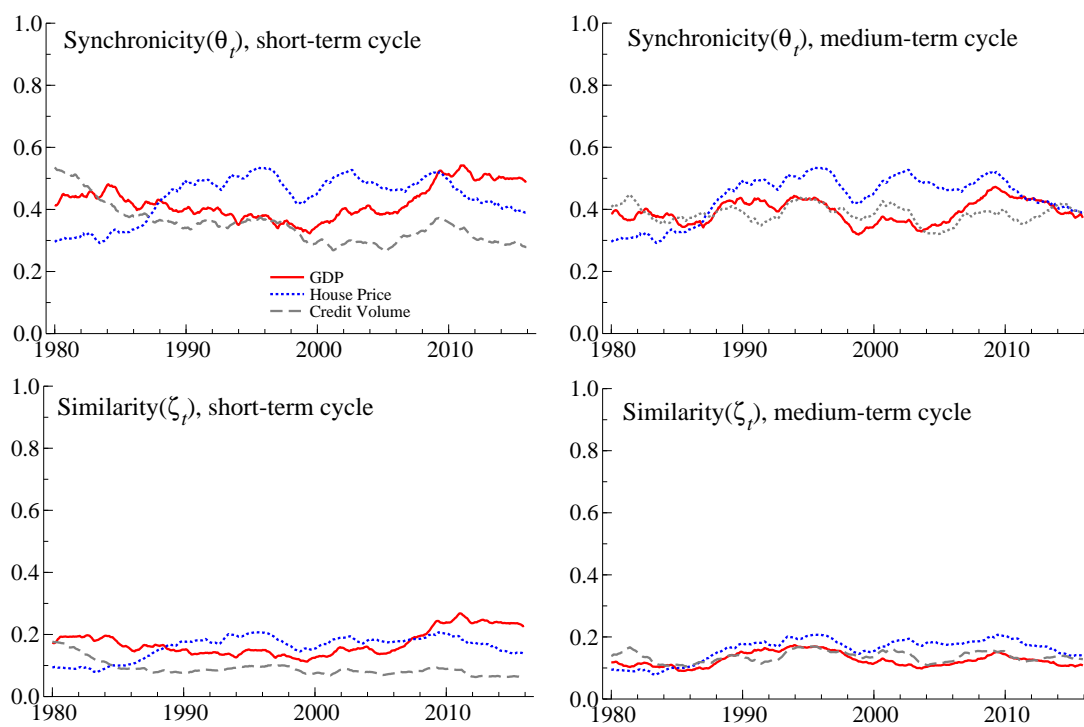 1.0
Synchronicity(θt), short-term cycle
0.8
0.6
0.4
0.2
0.0
GDP
House Price
Credit Volume
1980 1990 2000 2010
1.0
Synchronicity(θt), medium-term cycle
0.8
0.6
0.4
0.2
0.0
1980 1990 2000 2010
1.0
Similarity(ζt), short-term cycle
0.8
0.6
0.4
0.2
0.0
1980 1990 2000 2010
1.0
Similarity(ζt), medium-term cycle
0.8
0.6
0.4
0.2
0.0
1980 1990 2000 2010